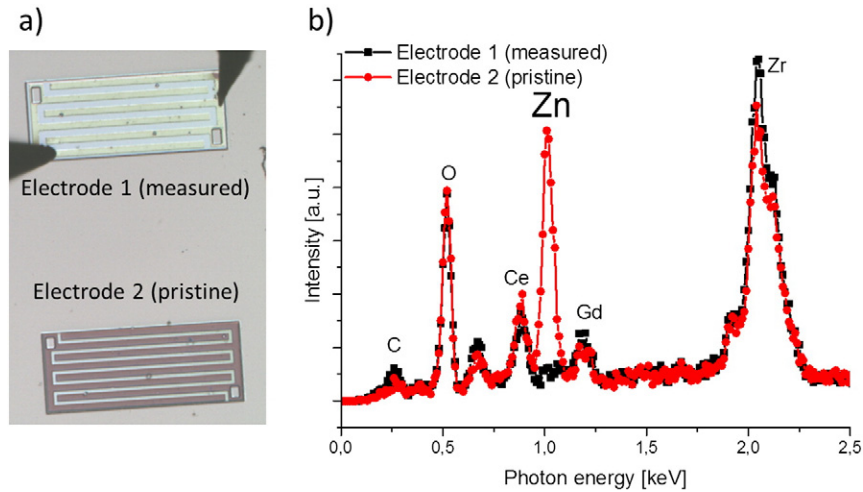 a)
Electrode 1 (measured)
Electrode 2 (pristine)
b)
Electrode 1 (measured)
Electrode 2 (pristine)
Zn
Zr
O
Ce
Gd
C
Intensity [a.u.]
0,0 0,5 1,0 1,5 2,0 2,5
Photon energy [keV]